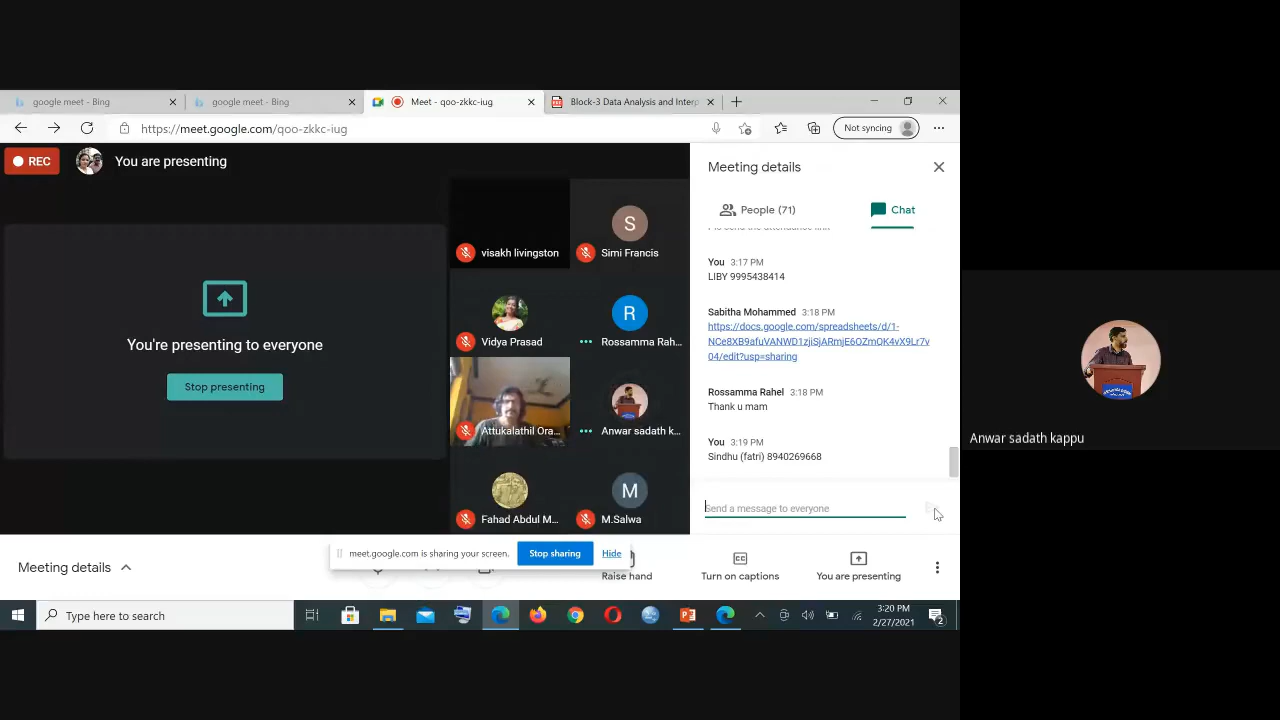 google meet - Bing
google meet - Bing
Meet - qoo-zkkc-iug
Block-3 Data Analysis and Interp
https://meet.google.com/qoo-zkkc-iug
Not syncing
REC
You are presenting
Meeting details
People (71)
Chat
visakh livingston
S
Simi Francis
You 3:17 PM
LIBY 9995438414
Sabitha Mohammed 3:18 PM
https://docs.google.com/spreadsheets/d/1-
NCe8XB9afuVANWD1zjiSjARmjE6OZmOK4vX9Lr7v
04/edit?usp=sharing
Vidya Prasad
R
Rossamma Rah...
You're presenting to everyone
Stop presenting
Rossamma Rahel 3:18 PM
Thank u mam
Attukalathil Ora...
Anwar sadath k...
You 3:19 PM
Sindhu (fatri) 8940269668
Anwar sadath kappu
Fahad Abdul M...
M
M.Salwa
Send a message to everyone
meet.google.com is sharing your screen.
Stop sharing
Hide
Meeting details
Raise hand
Turn on captions
You are presenting
Type here to search
3:20 PM
2/27/2021
2